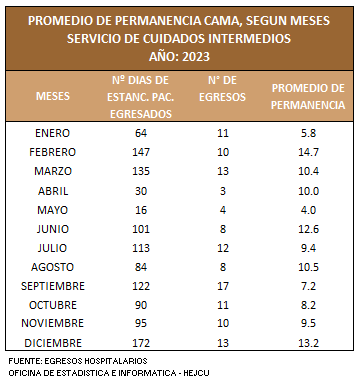 PROMEDIO DE PERMANENCIA CAMA, SEGUN MESES
SERVICIO DE CUIDADOS INTERMEDIOS
AÑO: 2023
MESES Nº DIAS DE ESTANC. PAC. EGRESADOS N° DE EGRESOS PROMEDIO DE PERMANENCIA
ENERO 64 11 5.8
FEBRERO 147 10 14.7
MARZO 135 13 10.4
ABRIL 30 3 10.0
MAYO 16 4 4.0
JUNIO 101 8 12.6
JULIO 113 12 9.4
AGOSTO 84 8 10.5
SEPTIEMBRE 122 17 7.2
OCTUBRE 90 11 8.2
NOVIEMBRE 95 10 9.5
DICIEMBRE 172 13 13.2
FUENTE: EGRESOS HOSPITALARIOS
OFICINA DE ESTADISTICA E INFORMATICA - HEJCU